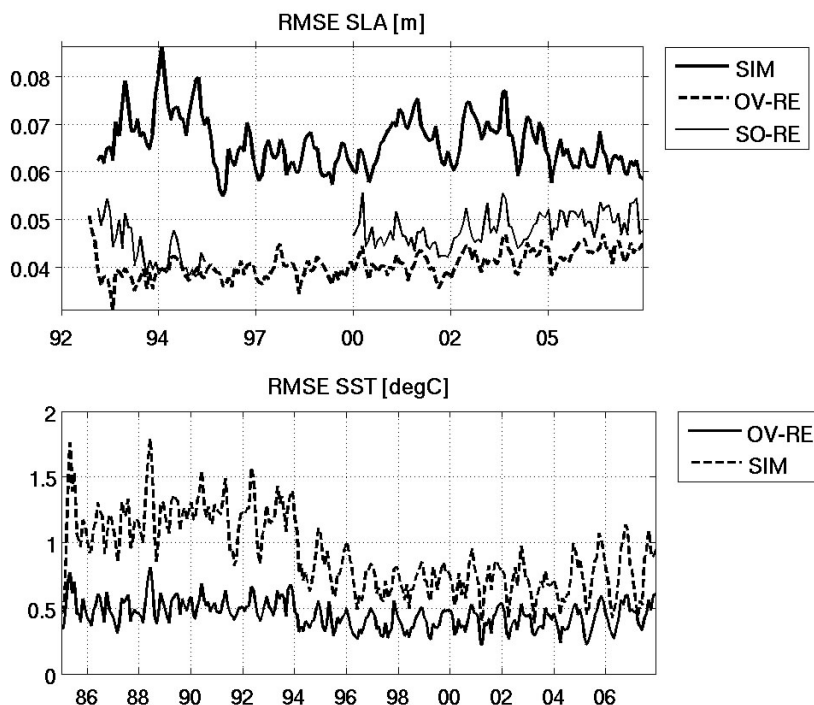 RMSE SLA [m]
0.08
0.07
0.06
0.05
0.04
92 94 97 00 02 05
SIM
OV-RE
SO-RE
RMSE SST [degC]
2
1.5
1
0.5
0
86 88 90 92 94 96 98 00 02 04 06
OV-RE
SIM